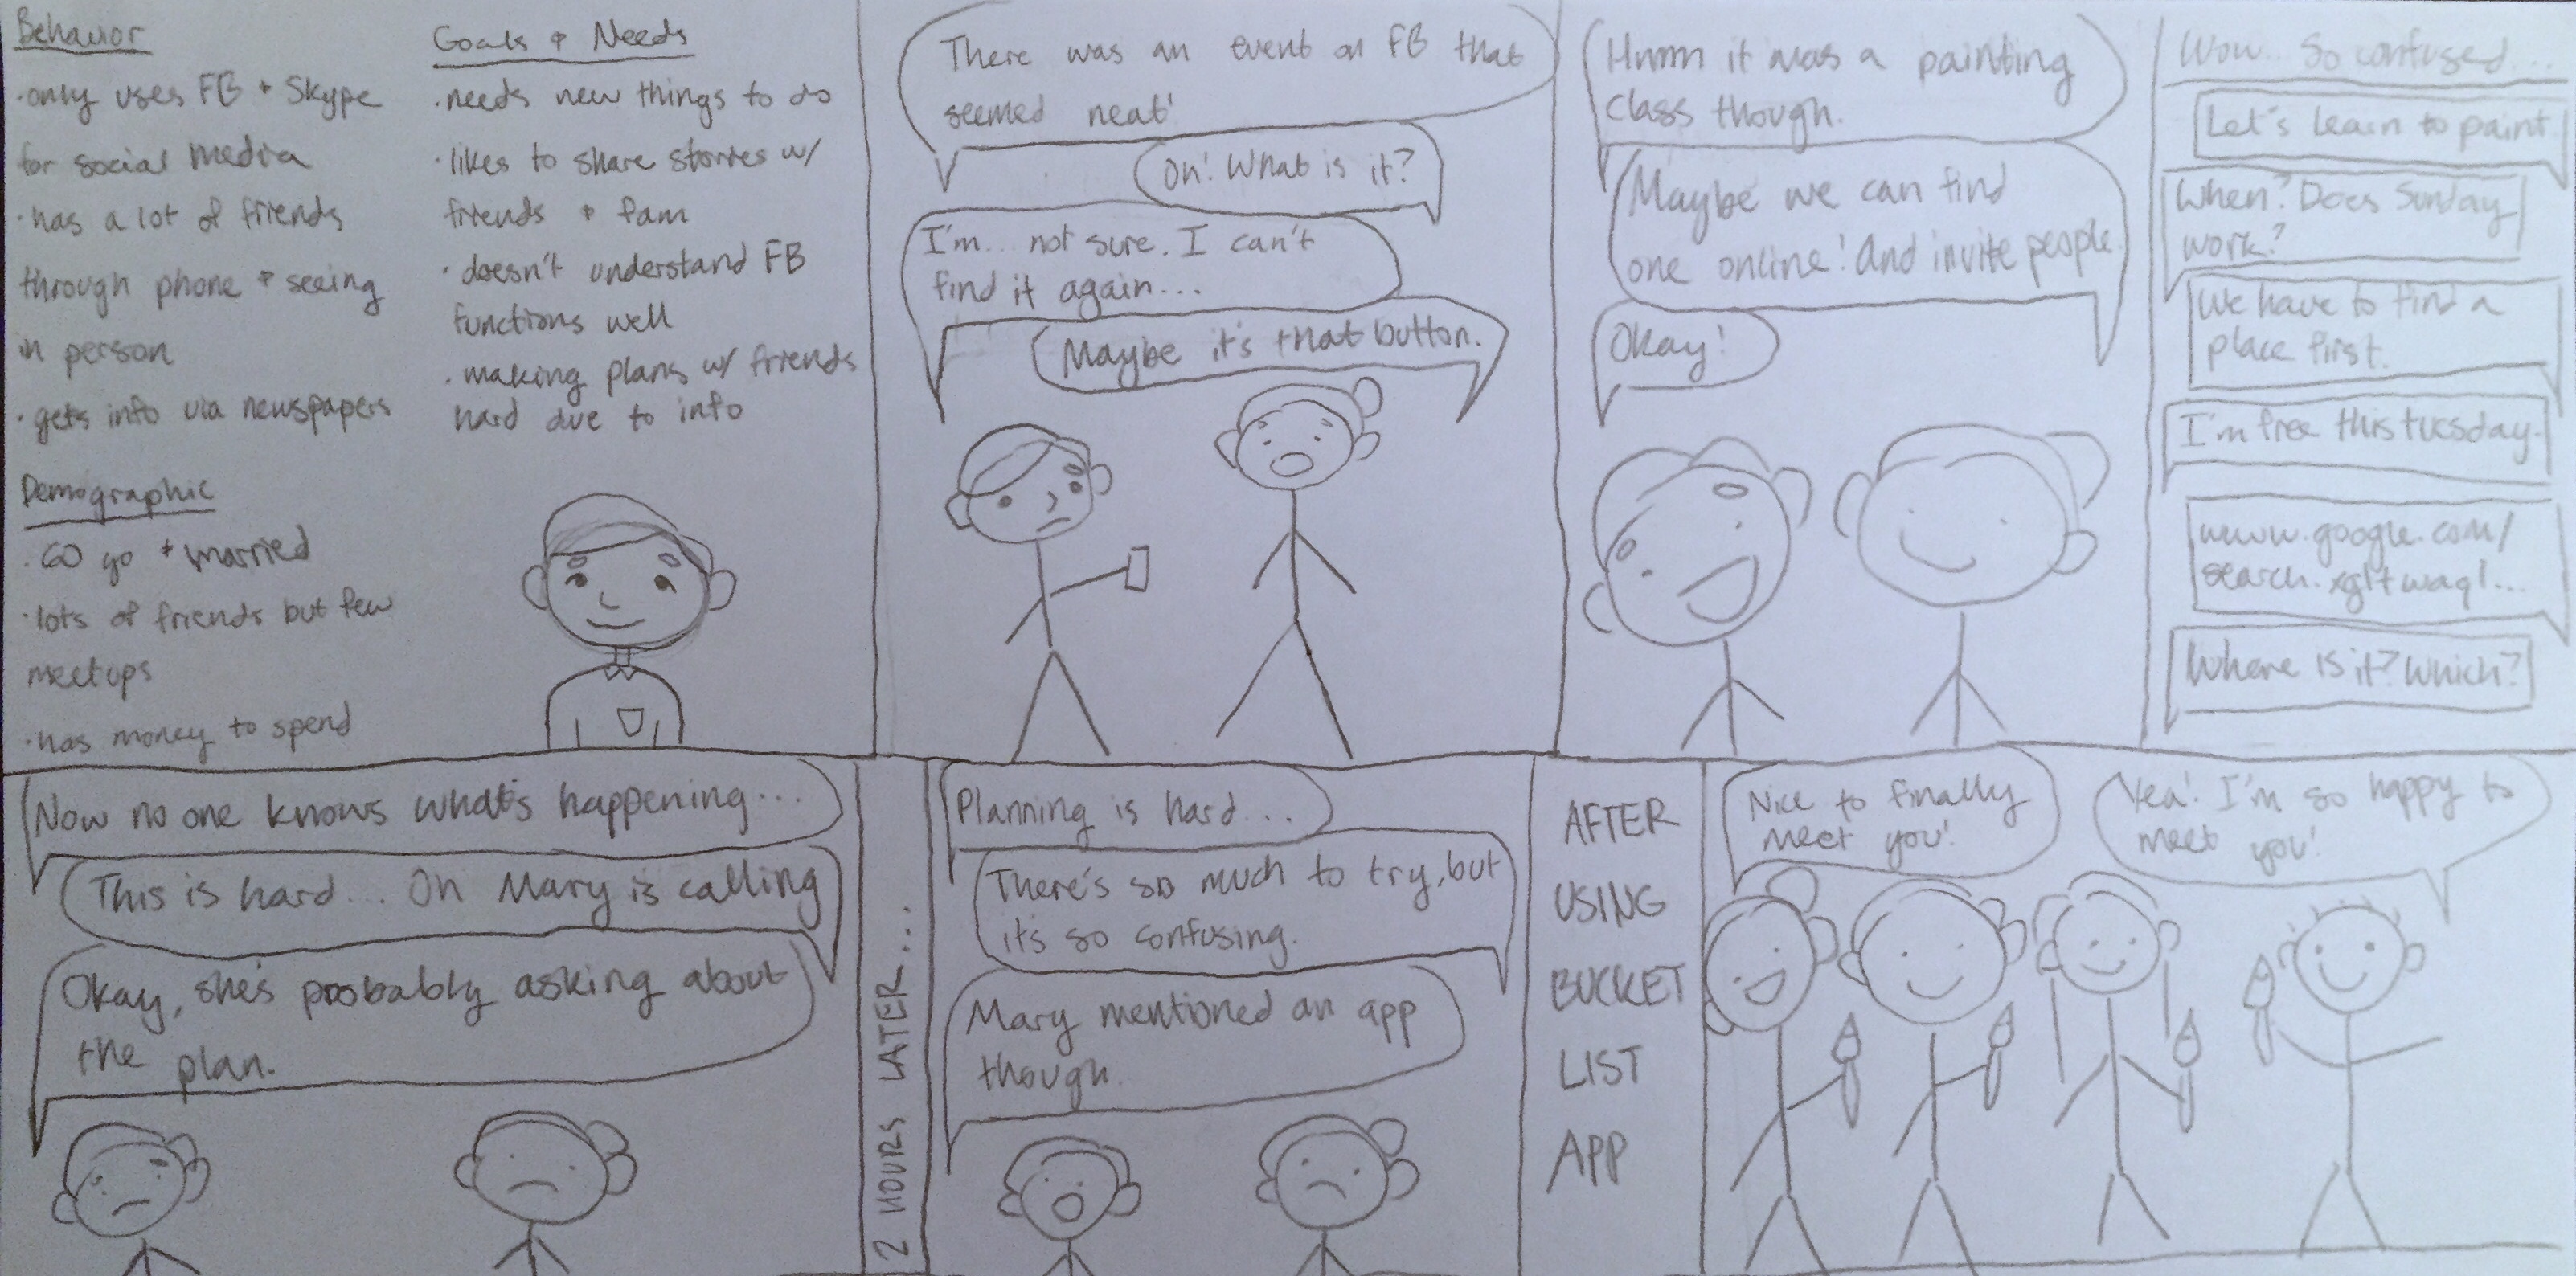 Behavior
·only uses FB + Skype
for social media
·has a lot of friends
through phone + seeing
in person
·gets info via newspapers
Demographic
·60 yo + married
·lots of friends but few
meetups
·has money to spend
Goals + Needs
·needs new things to do
·likes to share stories w/
friends + fam
·doesn't understand FB
functions well
·making plans w/ friends
hard due to info
There was an event on FB that
seemed neat!
Oh! What is it?
I'm... not sure. I can't
find it again...
Maybe it's that button.
Hmm it was a painting
class though.
Maybe we can find
one online! And invite people.
Okay!
Wow... So confused...
Let's learn to paint
When? Does Sunday
work?
We have to find a
place first.
I'm free this tuesday.
www.google.com/
search.xgltwaql...
Where is it? Which?
Now no one knows what's happening...
This is hard... Oh Mary is calling
Okay, she's probably asking about
the plan.
2 HOURS LATER...
Planning is hard...
There's so much to try, but
it's so confusing.
Mary mentioned an app
though.
AFTER
USING
BUCKET
LIST
APP
Nice to finally
meet you!
Yea! I'm so happy to
meet you!